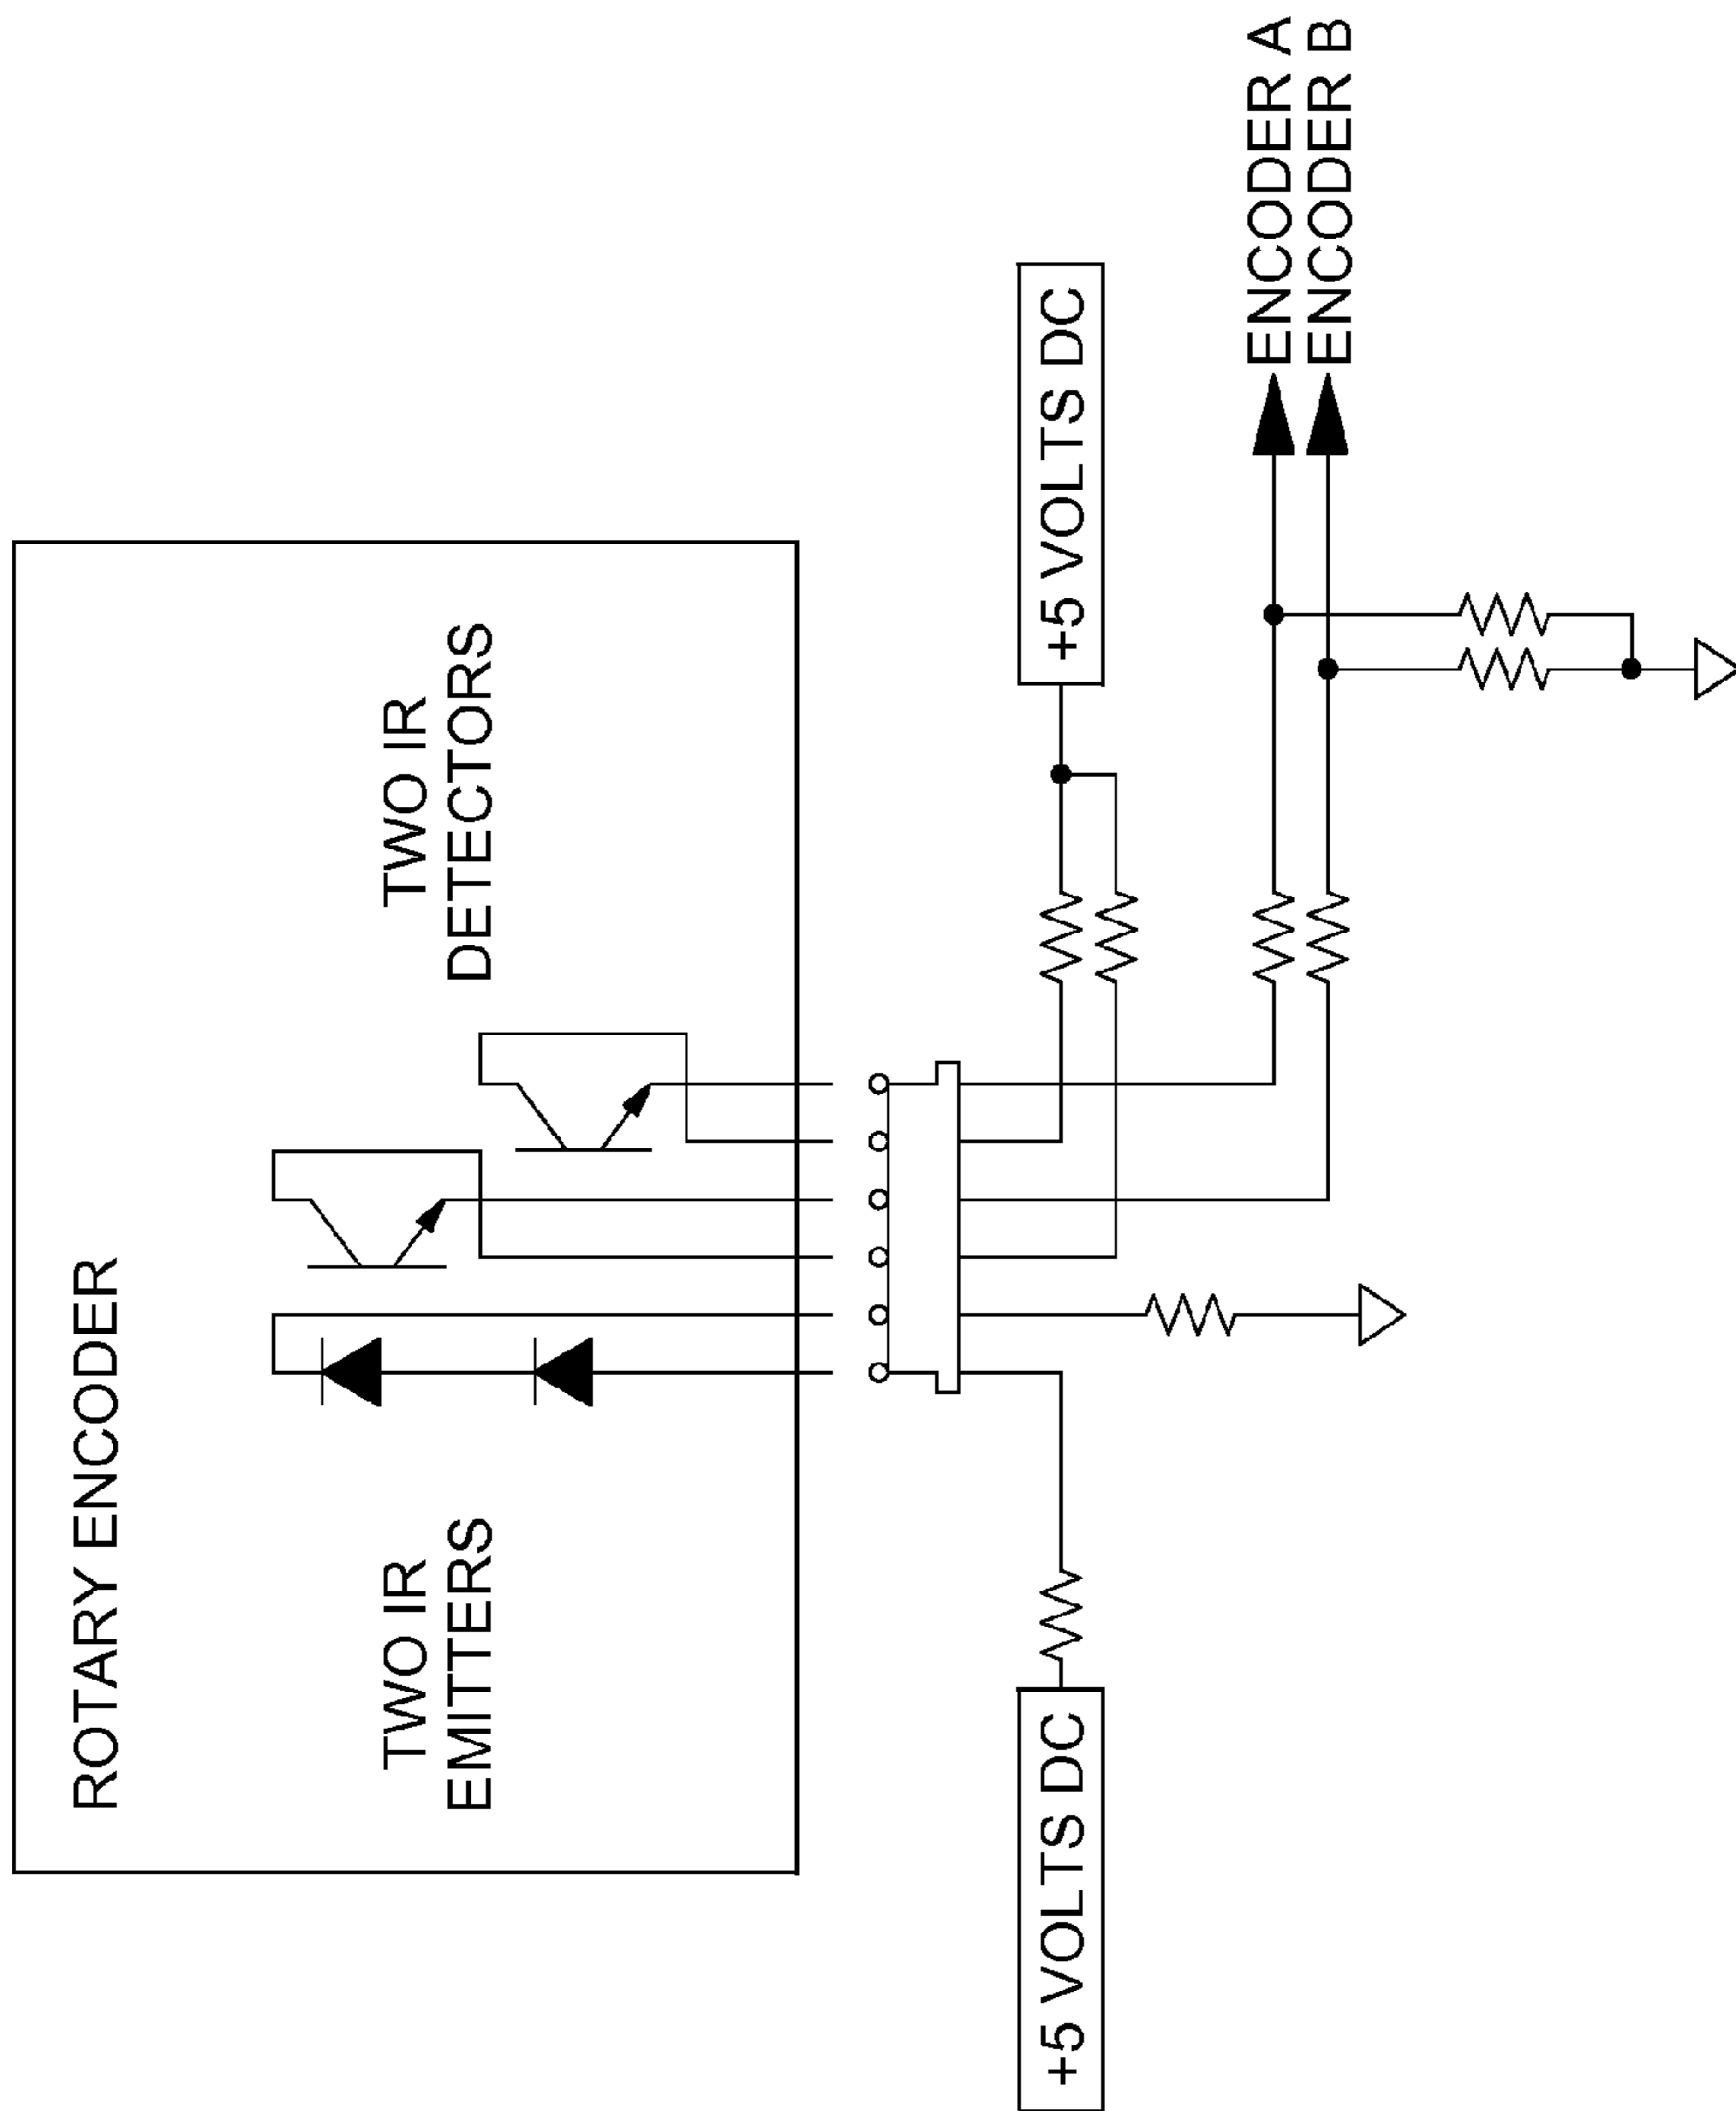 ROTARY ENCODER
TWO IR
EMITTERS
TWO IR
DETECTORS
+5 VOLTS DC
+5 VOLTS DC
ENCODER A
ENCODER B